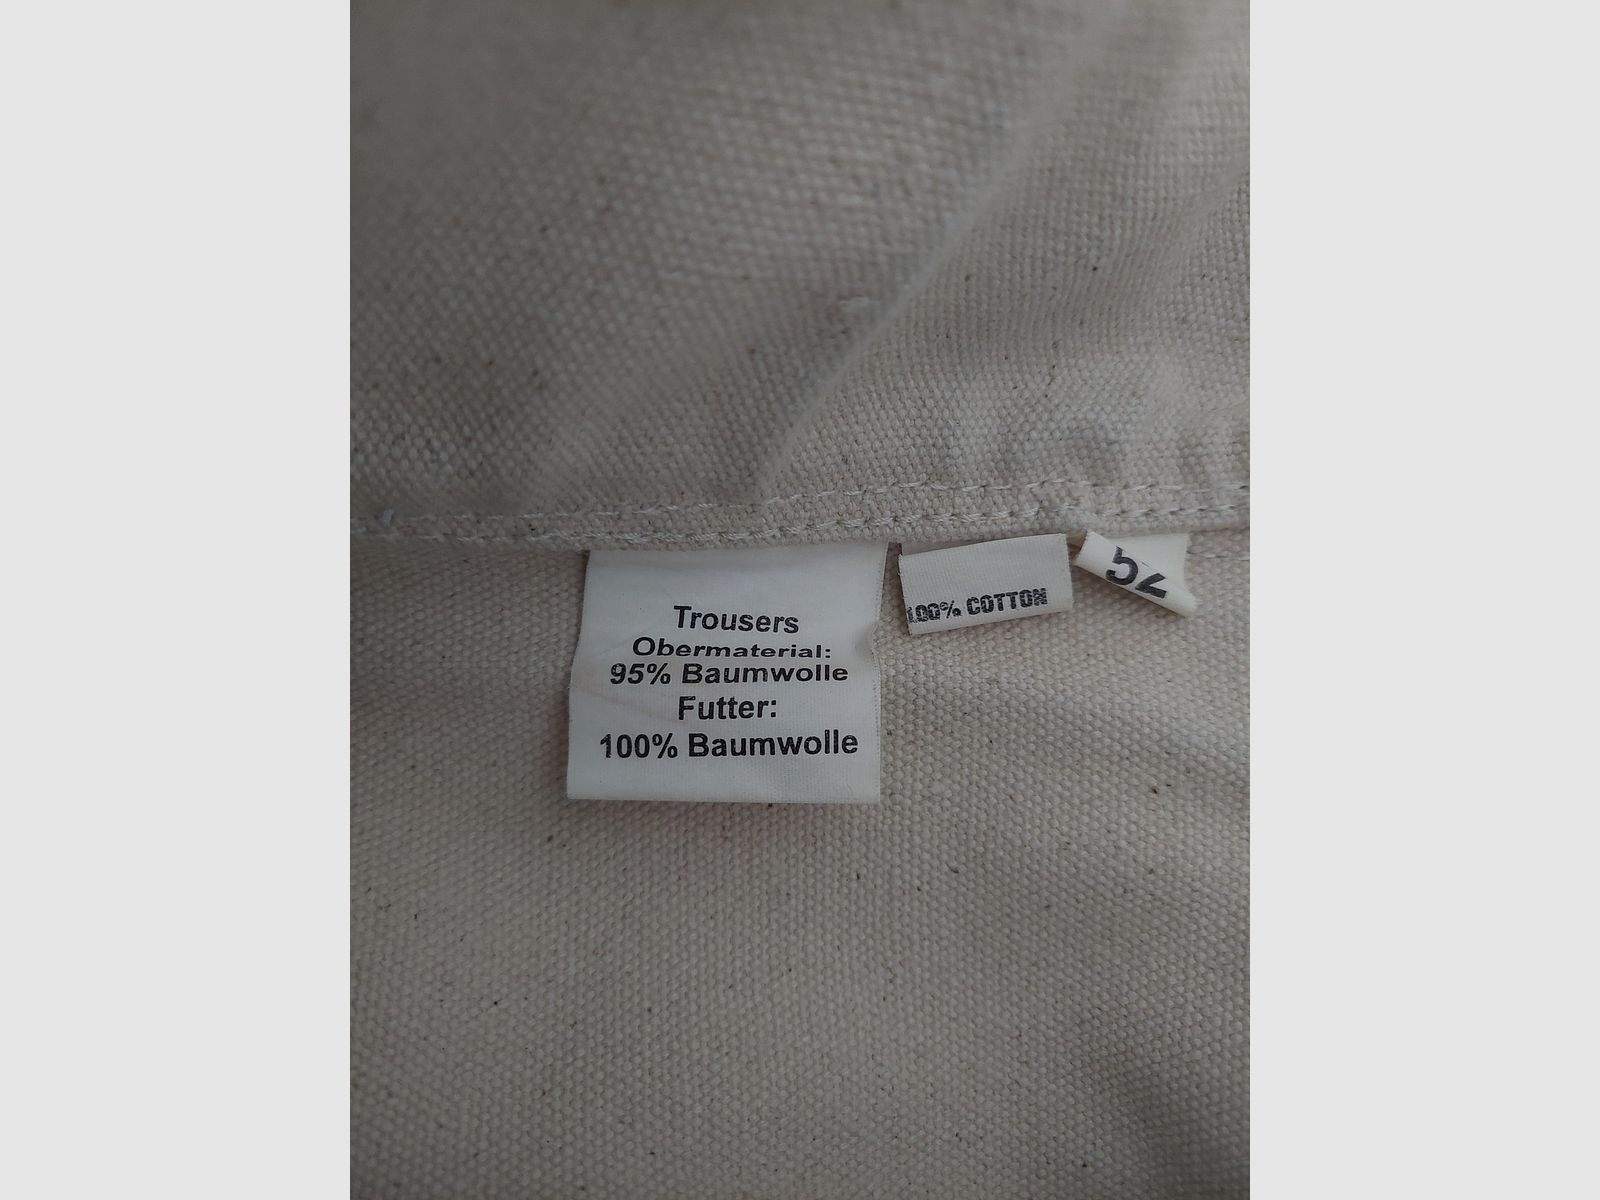 Trousers
Obermaterial:
95% Baumwolle
Futter:
100% Baumwolle
100% COTTON
52